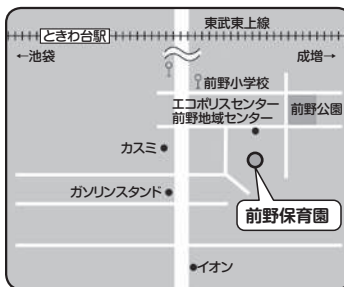 東武東上線
ときわ台駅
←池袋
成増→
前野小学校
エコポリスセンター
前野地域センター
前野公園
カスミ
ガソリンスタンド
前野保育園
イオン